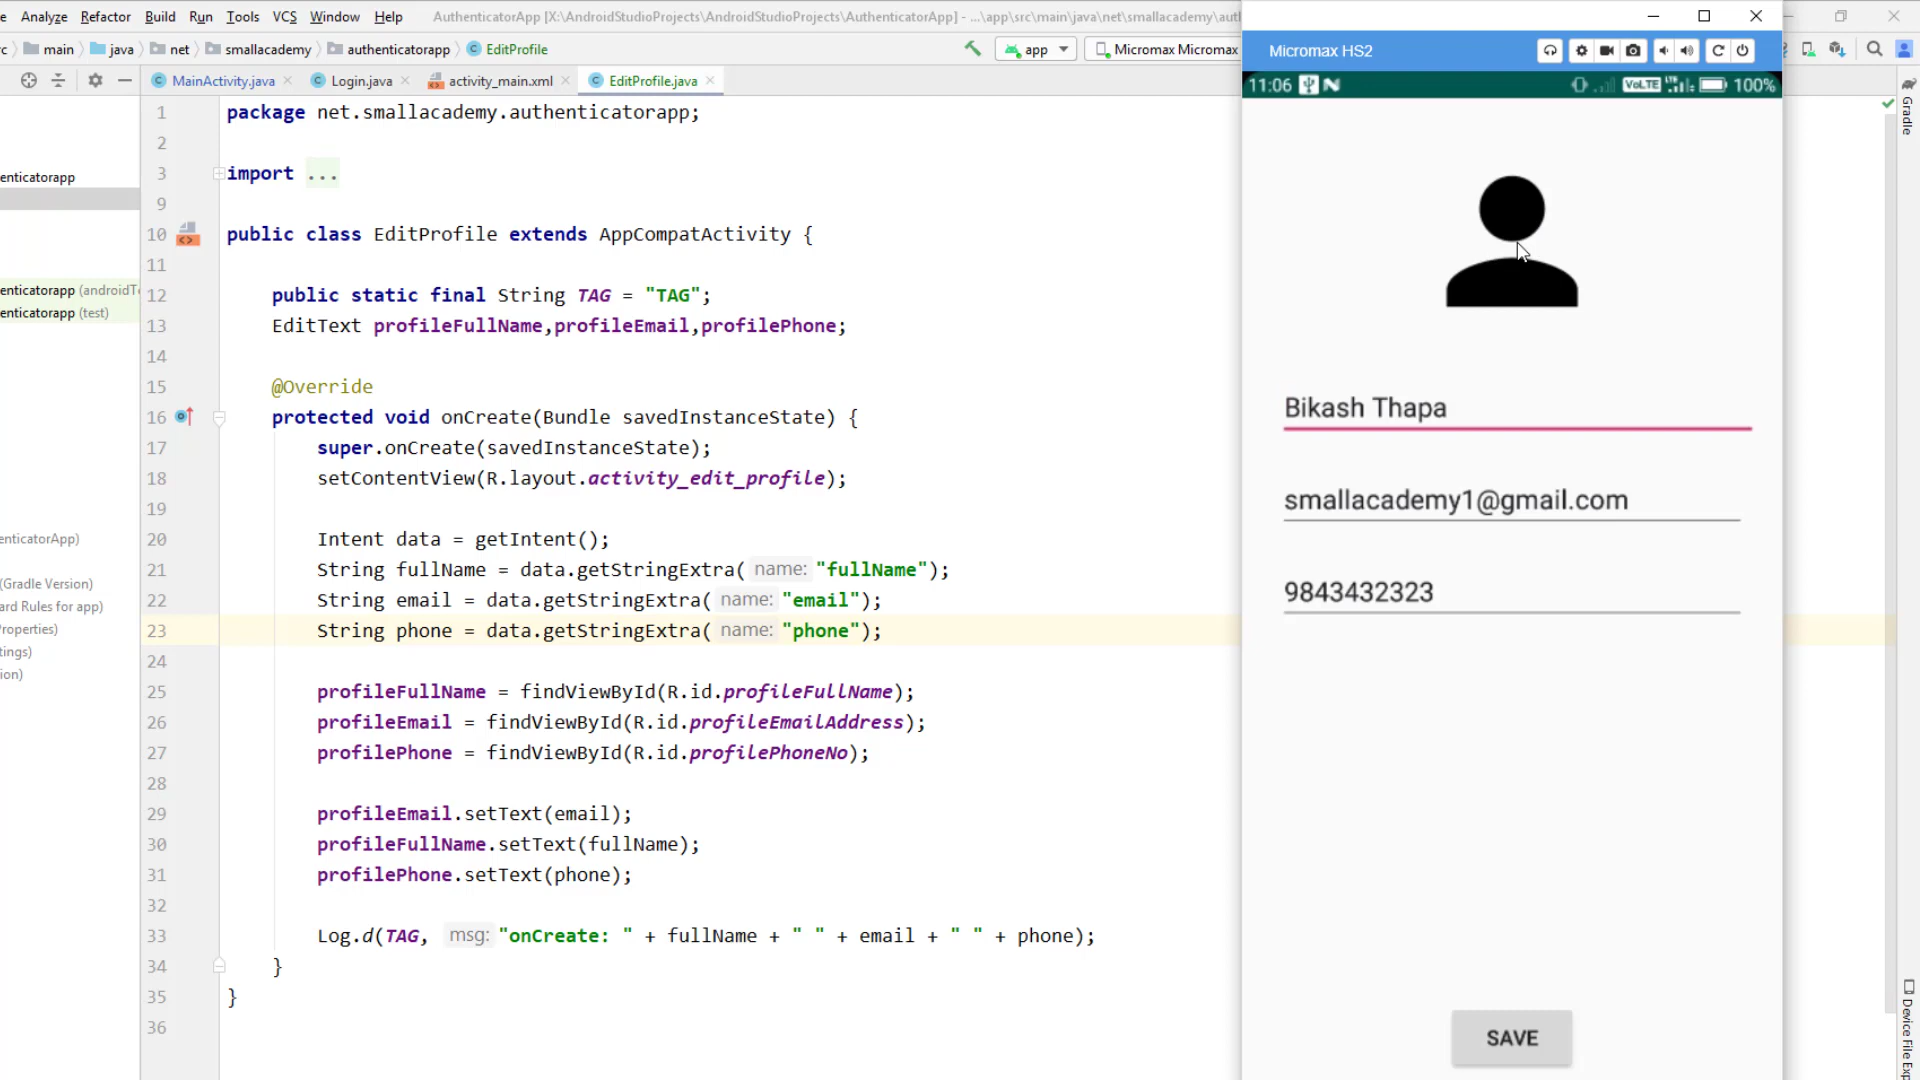 Analyze Refactor Build Run Tools VCS Window Help AuthenticatorApp [X:\AndroidStudioProjects\AndroidStudioProjects\AuthenticatorApp] - ...\app\src\main\java\net\smallacademy\aut
main java net smallacademy authenticatorapp EditProfile app Micromax Micromax
MainActivity.java Login.java activity_main.xml EditProfile.java
enticatorapp
enticatorapp (androidT
enticatorapp (test)
enticatorApp)
(Gradle Version)
ard Rules for app)
roperties)
tings)
ion)
1 package net.smallacademy.authenticatorapp;
2
3 import ...
9
10 public class EditProfile extends AppCompatActivity {
11
12 public static final String TAG = "TAG";
13 EditText profileFullName,profileEmail,profilePhone;
14
15 @Override
16 protected void onCreate(Bundle savedInstanceState) {
17 super.onCreate(savedInstanceState);
18 setContentView(R.layout.activity_edit_profile);
19
20 Intent data = getIntent();
21 String fullName = data.getStringExtra( name: "fullName");
22 String email = data.getStringExtra( name: "email");
23 String phone = data.getStringExtra( name: "phone");
24
25 profileFullName = findViewById(R.id.profileFullName);
26 profileEmail = findViewById(R.id.profileEmailAddress);
27 profilePhone = findViewById(R.id.profilePhoneNo);
28
29 profileEmail.setText(email);
30 profileFullName.setText(fullName);
31 profilePhone.setText(phone);
32
33 Log.d(TAG, msg: "onCreate: " + fullName + " " + email + " " + phone);
34 }
35 }
36
Micromax HS2
11:06 VoLTE LTE 100%
Bikash Thapa
smallacademy1@gmail.com
9843432323
SAVE
Gradle
Device File Exp